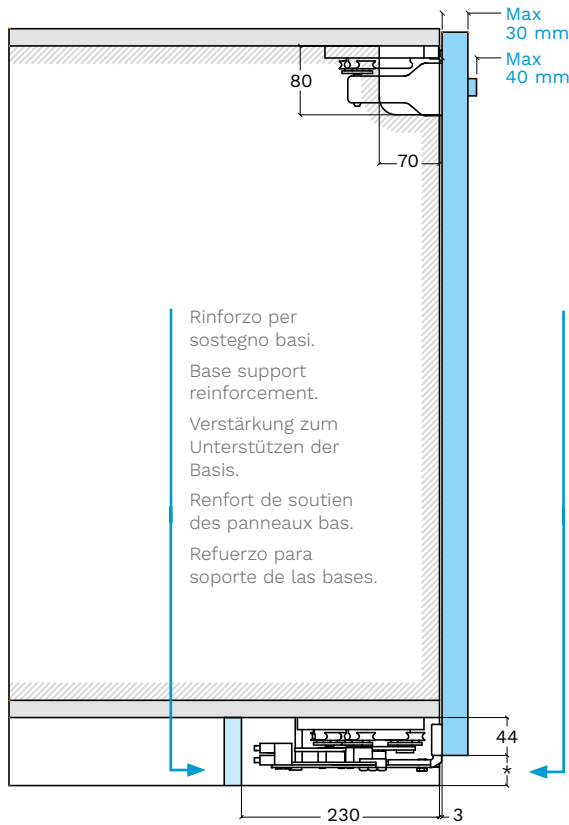 Max
30 mm
Max
40 mm
80
70
Rinforzo per
sostegno basi.
Base support
reinforcement.
Verstärkung zum
Unterstützen der
Basis.
Renfort de soutien
des panneaux bas.
Refuerzo para
soporte de las bases.
44
*
230
3